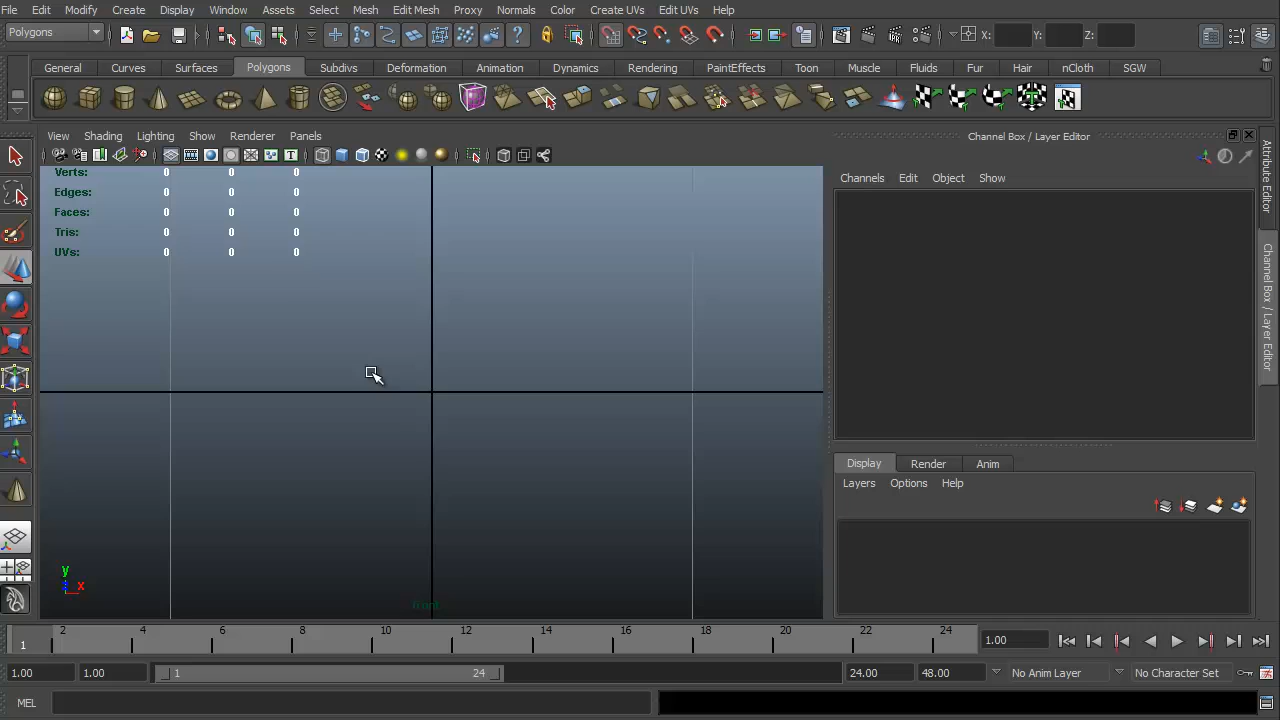 File Edit Modify Create Display Window Assets Select Mesh Edit Mesh Proxy Normals Color Create UVs Edit UVs Help
Polygons X: Y: Z:
General Curves Surfaces Polygons Subdivs Deformation Animation Dynamics Rendering PaintEffects Toon Muscle Fluids Fur Hair nCloth SGW
View Shading Lighting Show Renderer Panels
Channel Box / Layer Editor
Channels Edit Object Show
Verts: 0 0 0
Edges: 0 0 0
Faces: 0 0 0
Tris: 0 0 0
UVs: 0 0 0
Attribute Editor
Channel Box / Layer Editor
Display Render Anim
Layers Options Help
y
x
front
1 2 4 6 8 10 12 14 16 18 20 22 24 1.00
1.00 1.00 1 24 24.00 48.00 No Anim Layer No Character Set
MEL